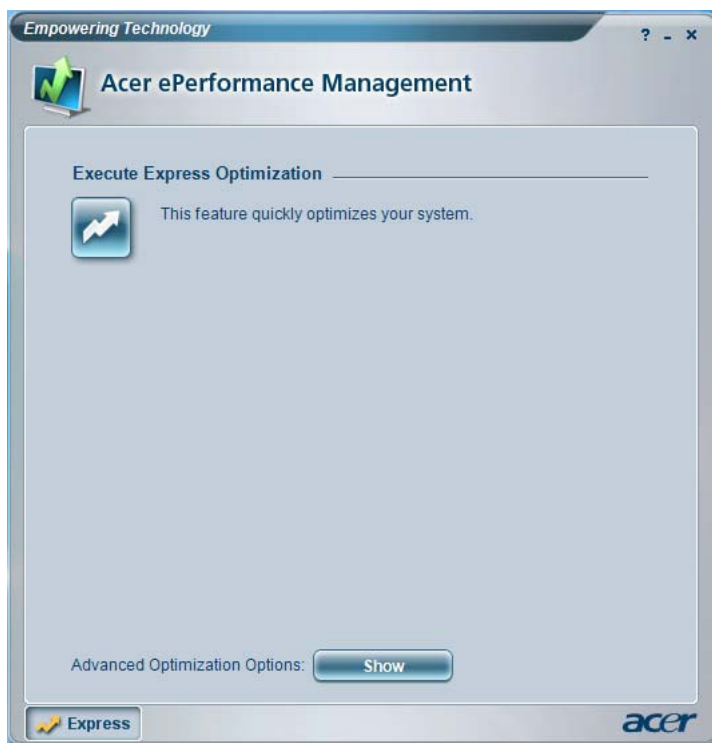 Empowering Technology
? - ×
Acer ePerformance Management
Execute Express Optimization
This feature quickly optimizes your system.
Advanced Optimization Options: Show
Express
acer